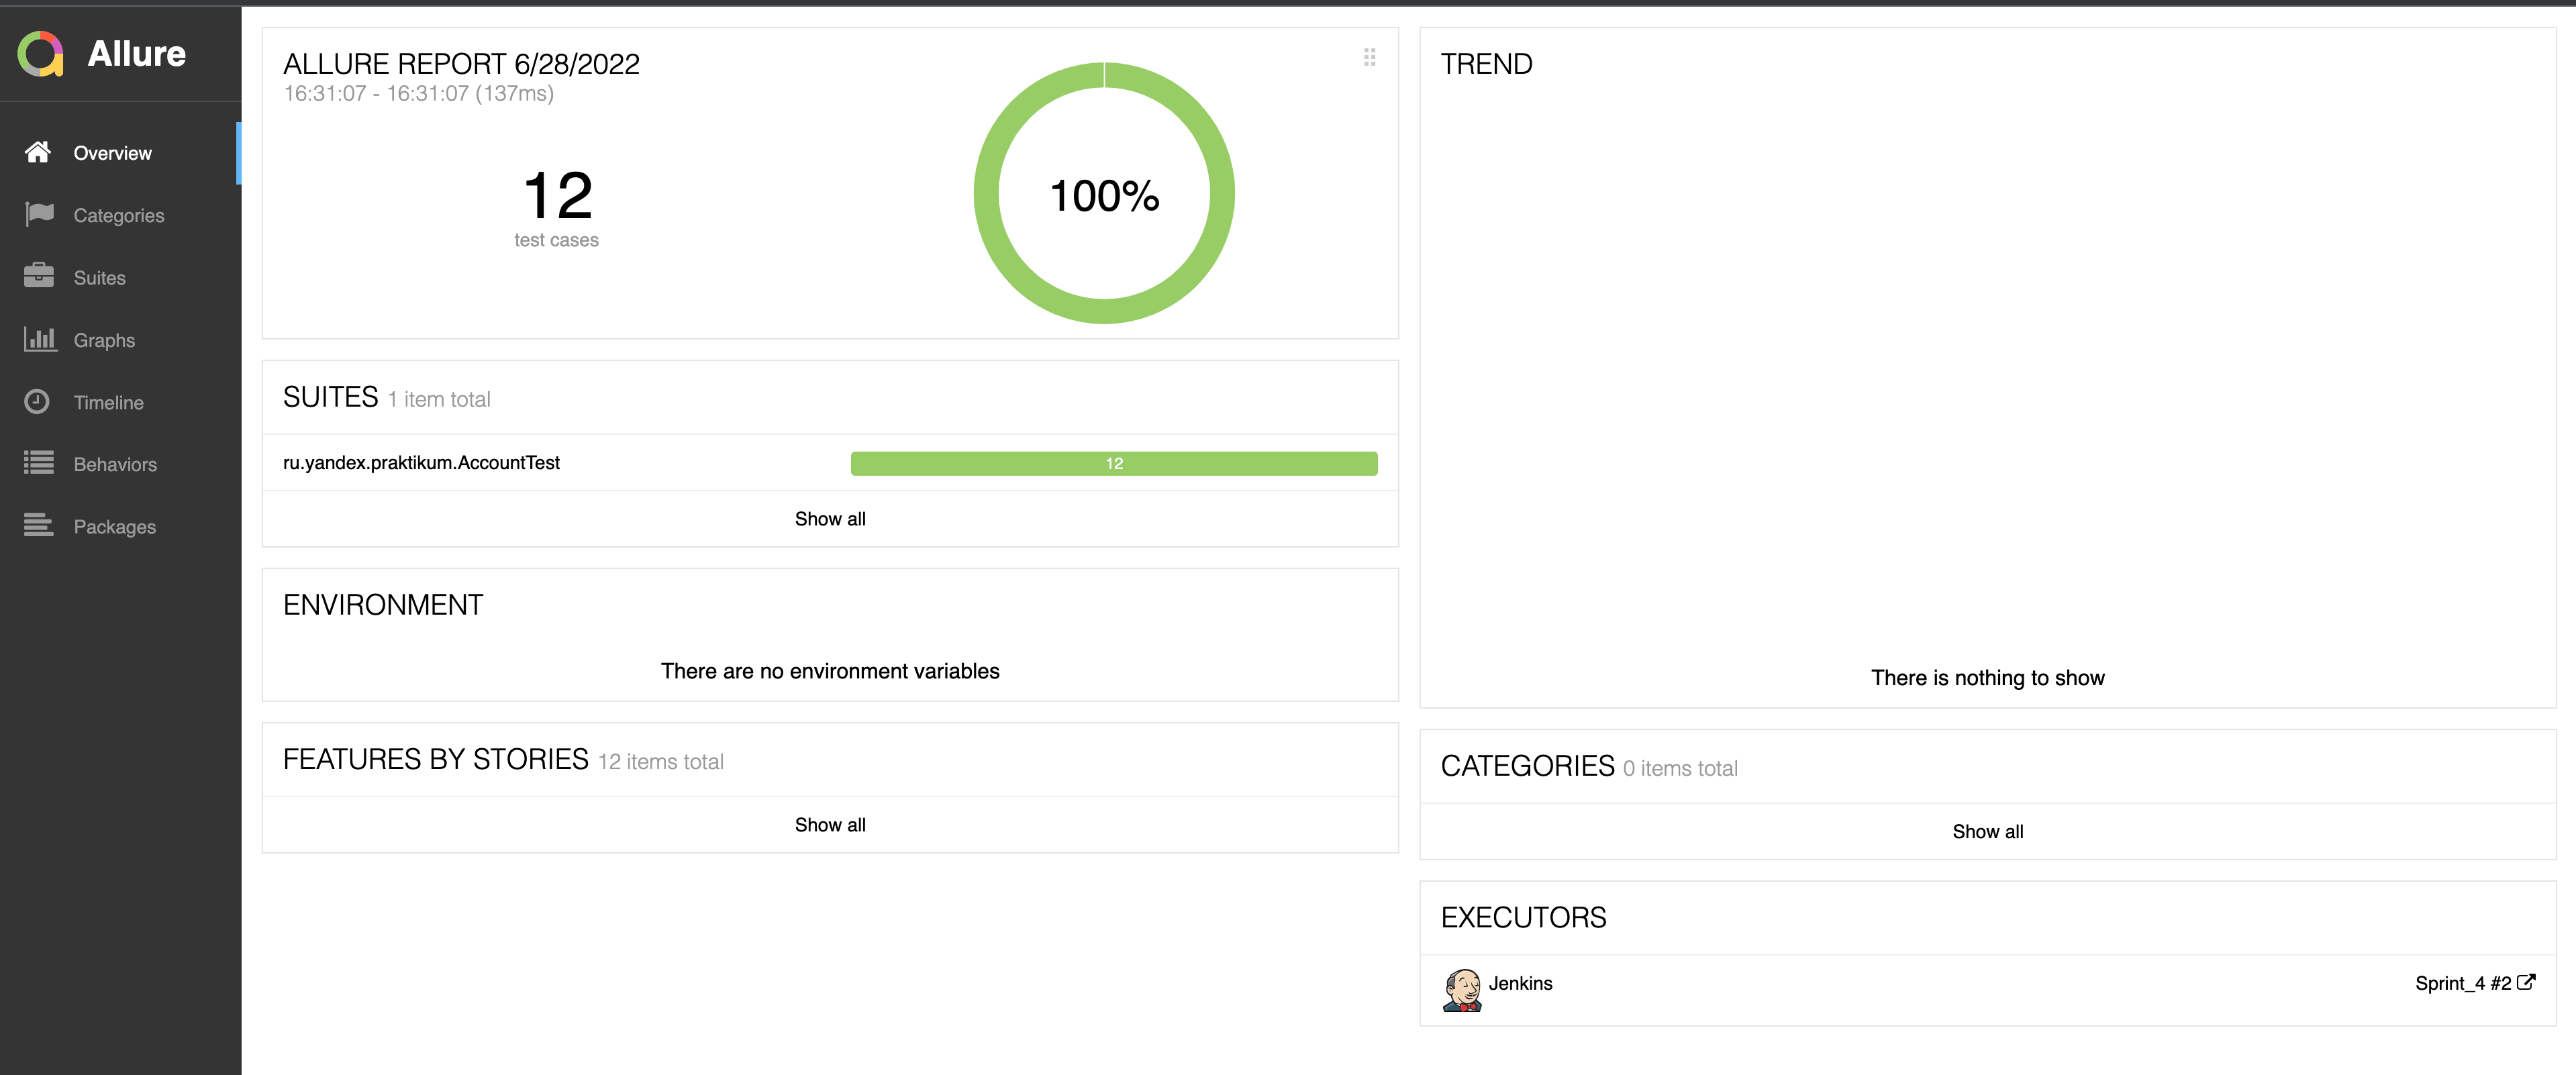 Allure
Overview
Categories
Suites
Graphs
Timeline
Behaviors
Packages
ALLURE REPORT 6/28/2022
16:31:07 - 16:31:07 (137ms)
12
test cases
100%
SUITES 1 item total
ru.yandex.praktikum.AccountTest 12
Show all
ENVIRONMENT
There are no environment variables
FEATURES BY STORIES 12 items total
Show all
TREND
There is nothing to show
CATEGORIES 0 items total
Show all
EXECUTORS
Jenkins Sprint_4 #2